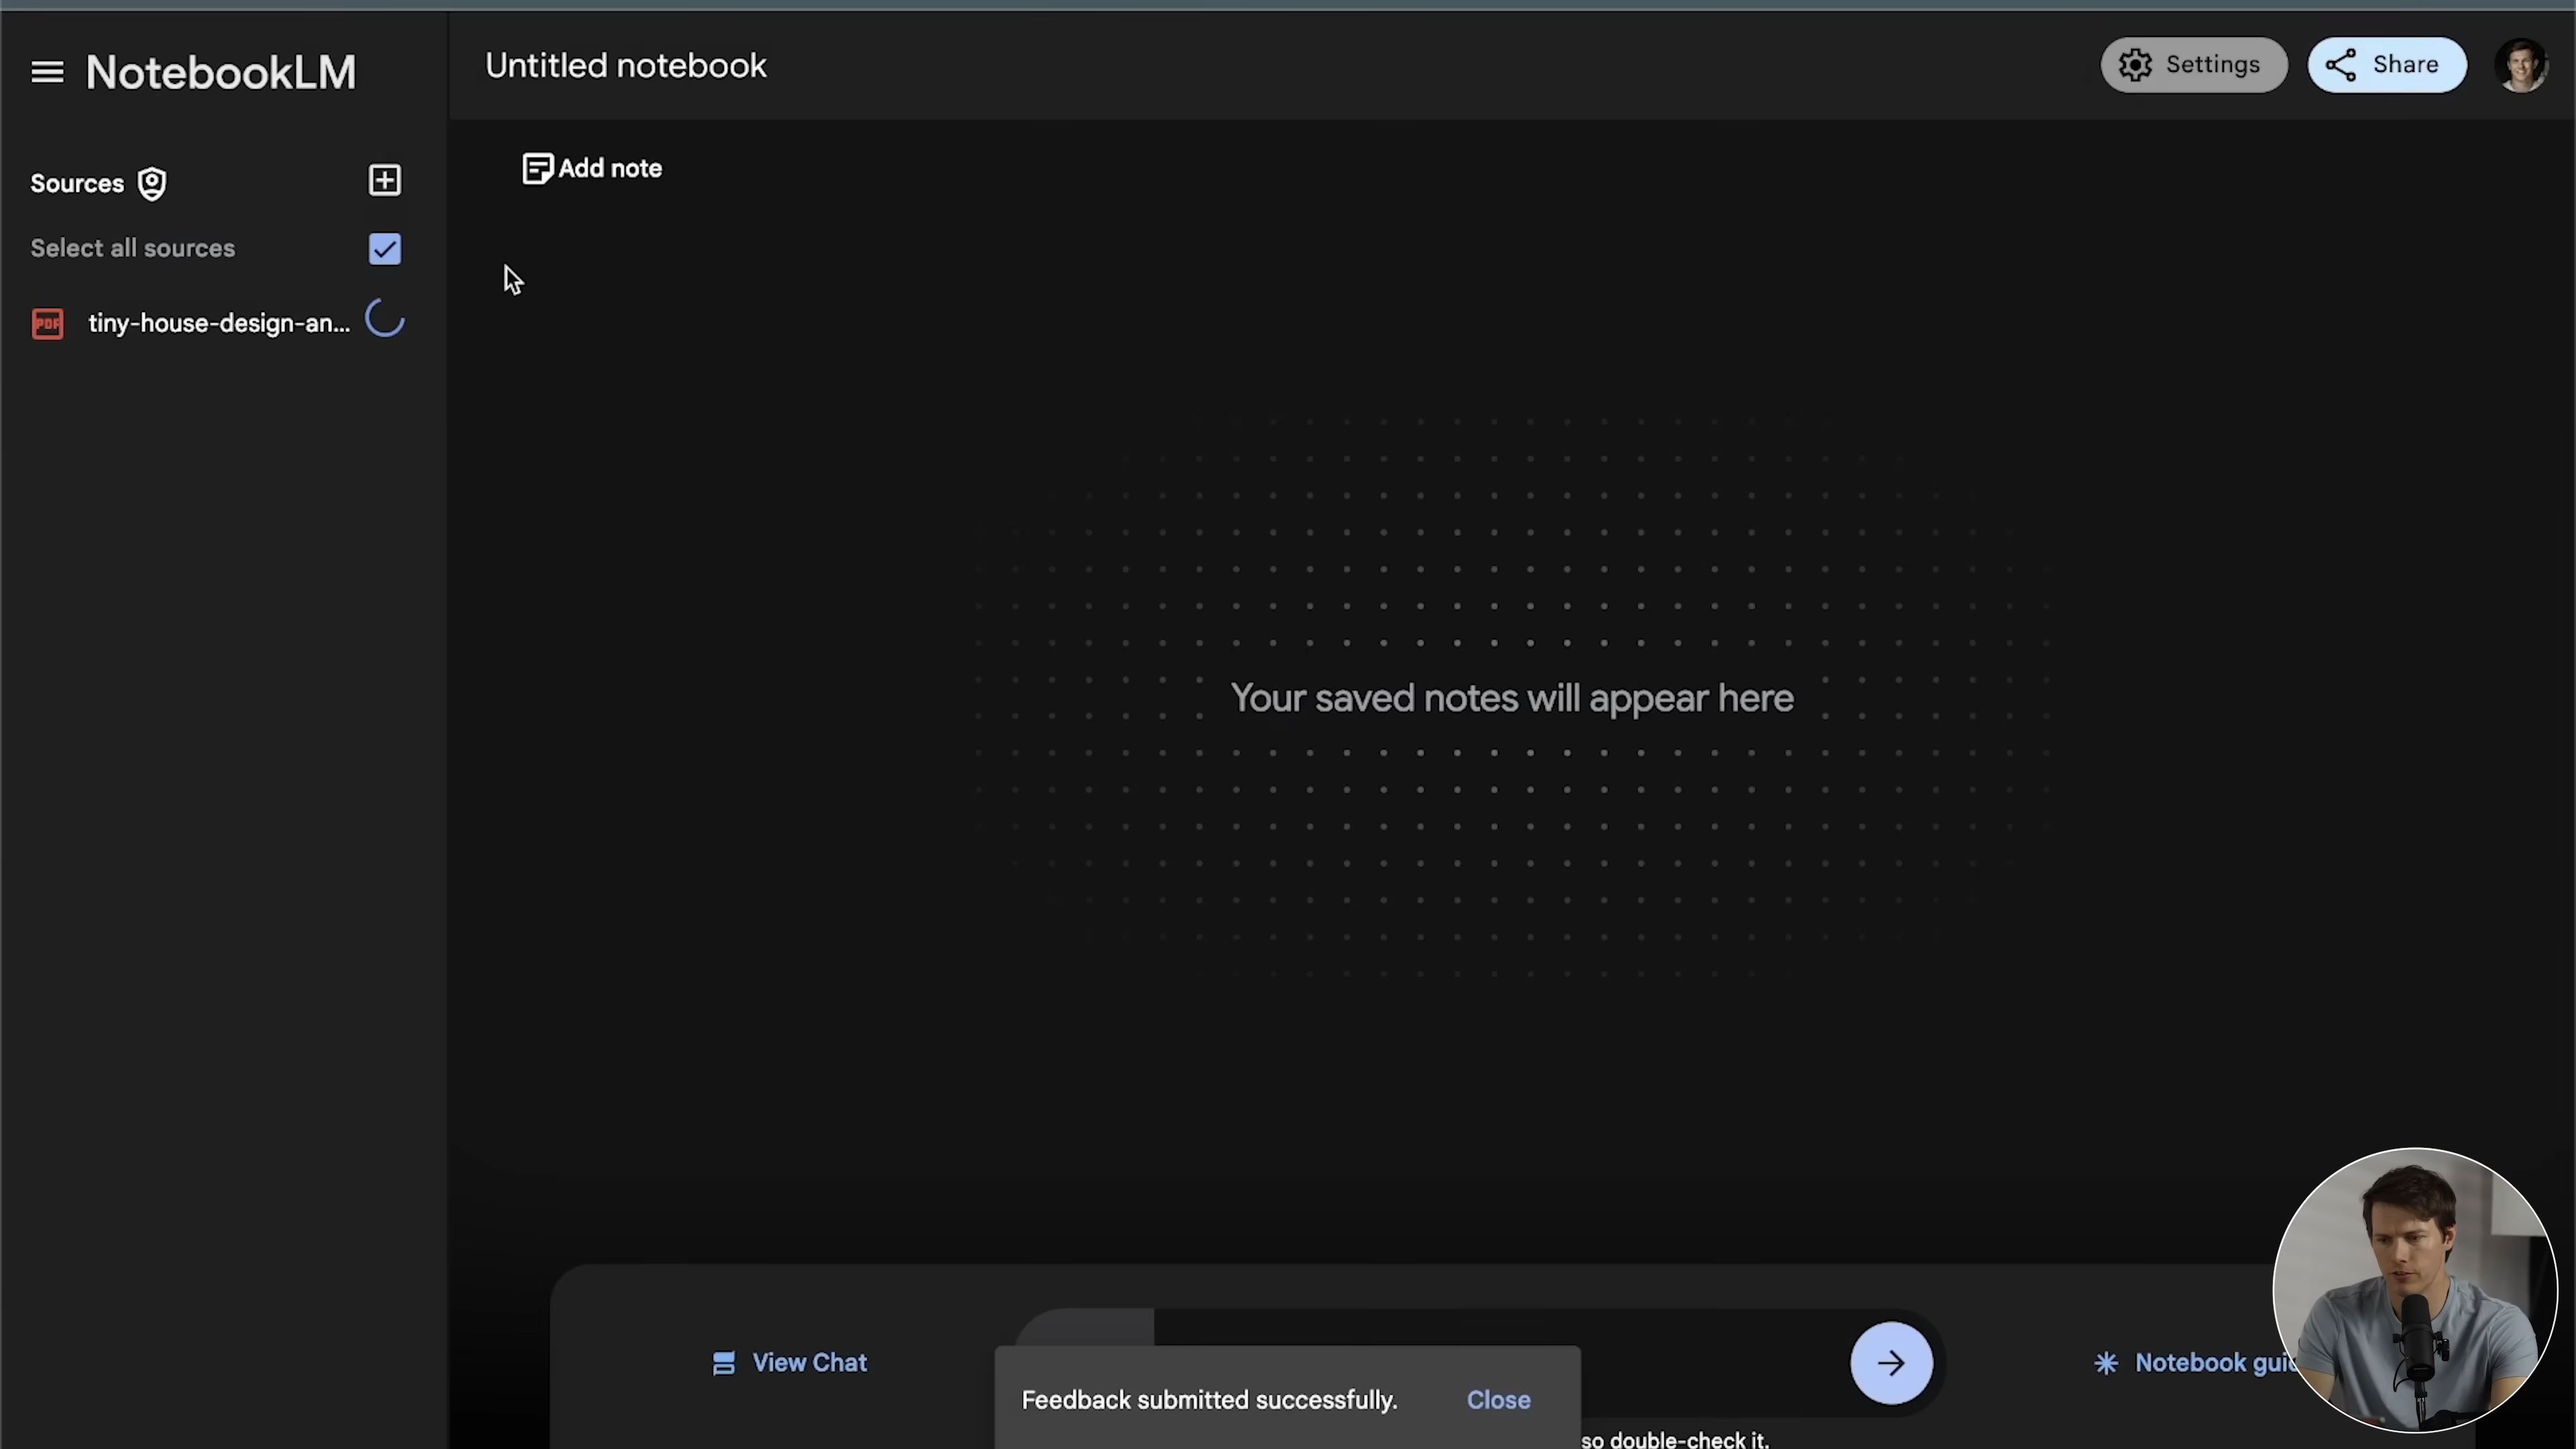 NotebookLM
Untitled notebook
Settings
Share
Sources
Add note
Select all sources
PDF
tiny-house-design-an...
Your saved notes will appear here
View Chat
Notebook
Feedback submitted successfully.
Close
so double-check it.